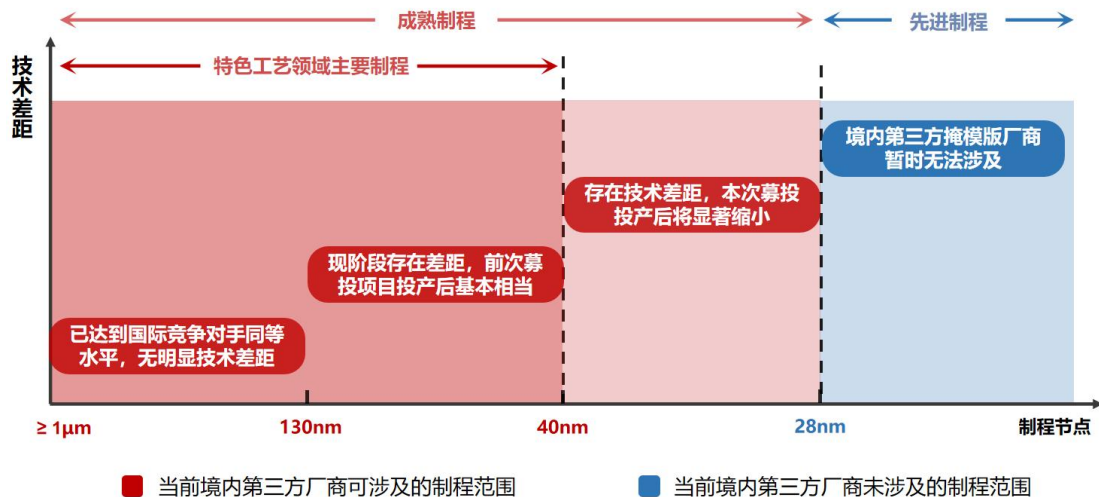 成熟制程
先进制程
技术差距
特色工艺领域主要制程
境内第三方掩模版厂商
暂时无法涉及
存在技术差距，本次募投
投产后将显著缩小
现阶段存在差距，前次募
投项目投产后基本相当
已达到国际竞争对手同等
水平，无明显技术差距
≥ 1μm
130nm
40nm
28nm
制程节点
当前境内第三方厂商可涉及的制程范围
当前境内第三方厂商未涉及的制程范围